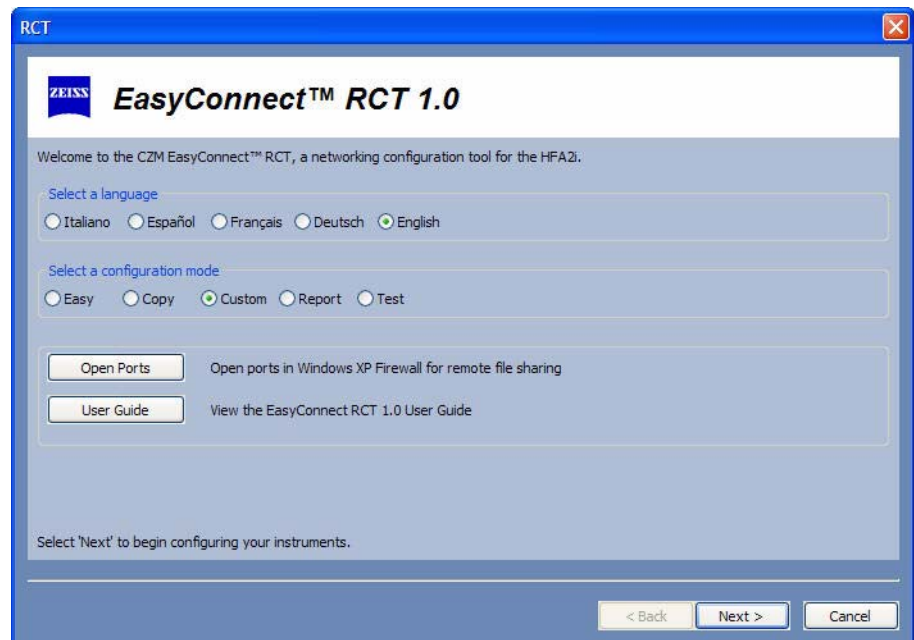 RCT
ZEISS
EasyConnect™ RCT 1.0
Welcome to the CZM EasyConnect™ RCT, a networking configuration tool for the HFA2i.
Select a language
Italiano Español Français Deutsch English
Select a configuration mode
Easy Copy Custom Report Test
Open Ports Open ports in Windows XP Firewall for remote file sharing
User Guide View the EasyConnect RCT 1.0 User Guide
Select 'Next' to begin configuring your instruments.
< Back Next > Cancel